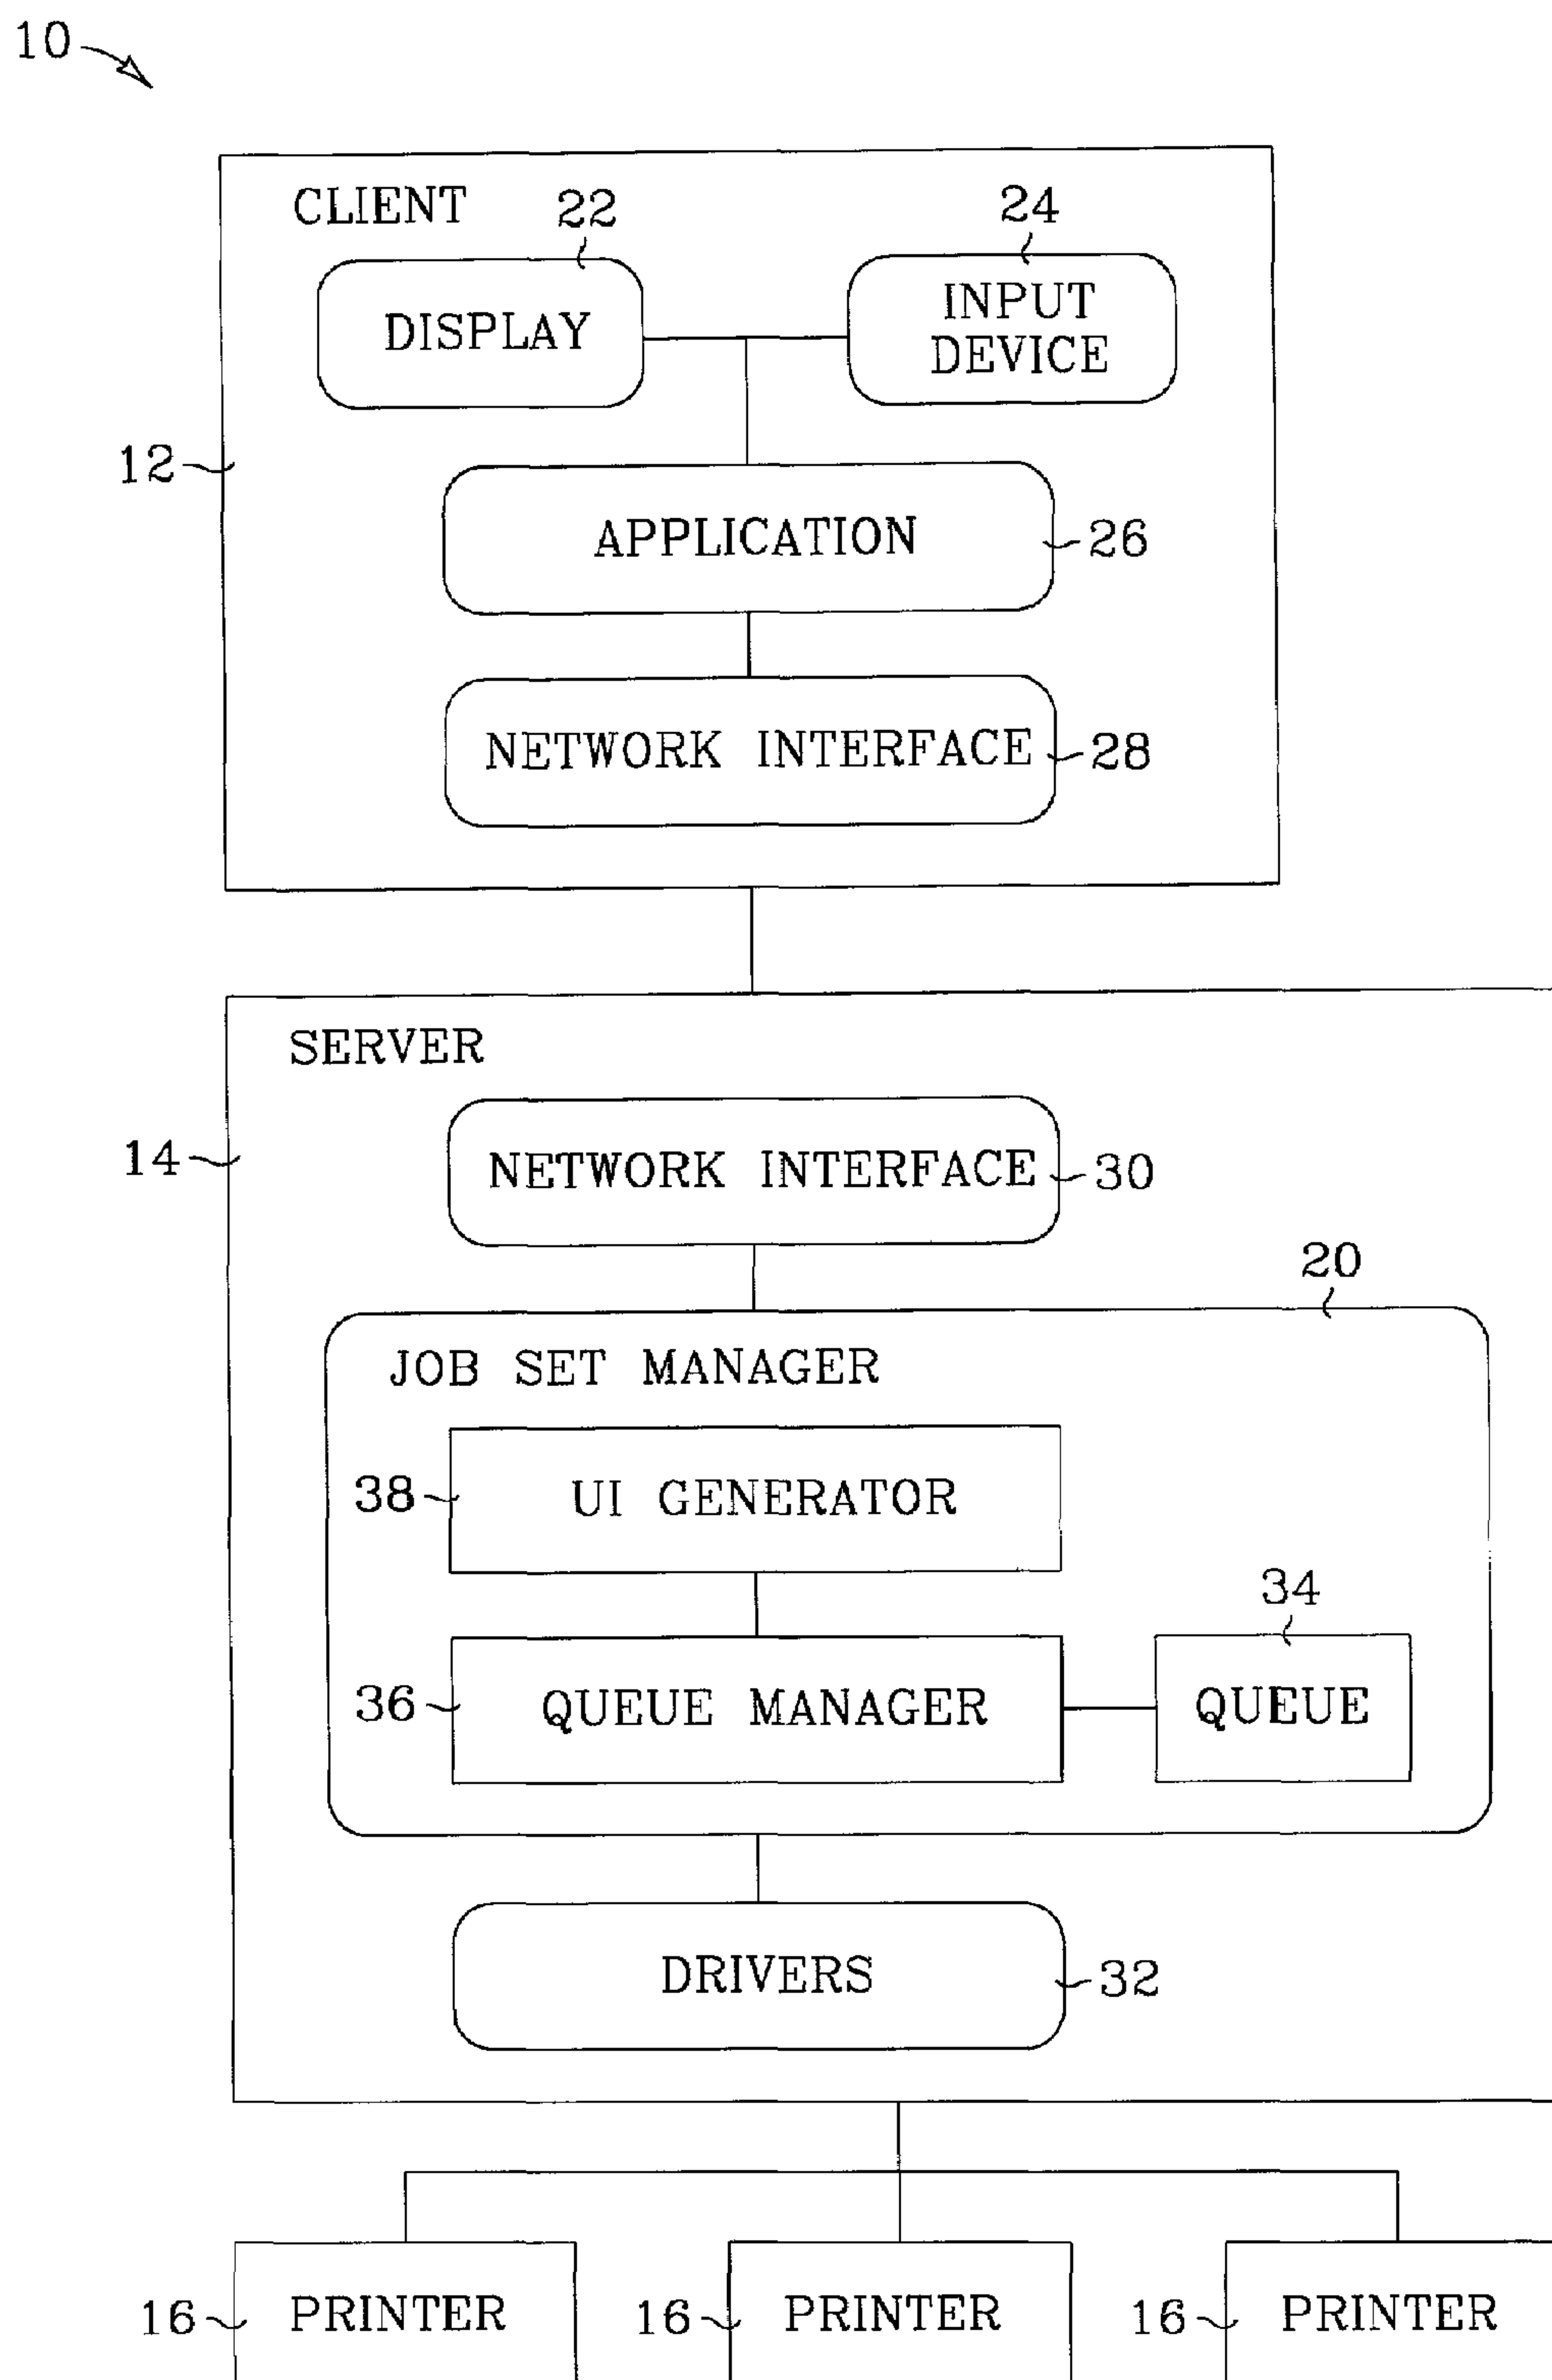 10
CLIENT
22
24
DISPLAY
INPUT
DEVICE
12
APPLICATION
26
NETWORK INTERFACE
28
SERVER
14
NETWORK INTERFACE
30
20
JOB SET MANAGER
38
UI GENERATOR
34
36
QUEUE MANAGER
QUEUE
DRIVERS
32
16
PRINTER
16
PRINTER
16
PRINTER